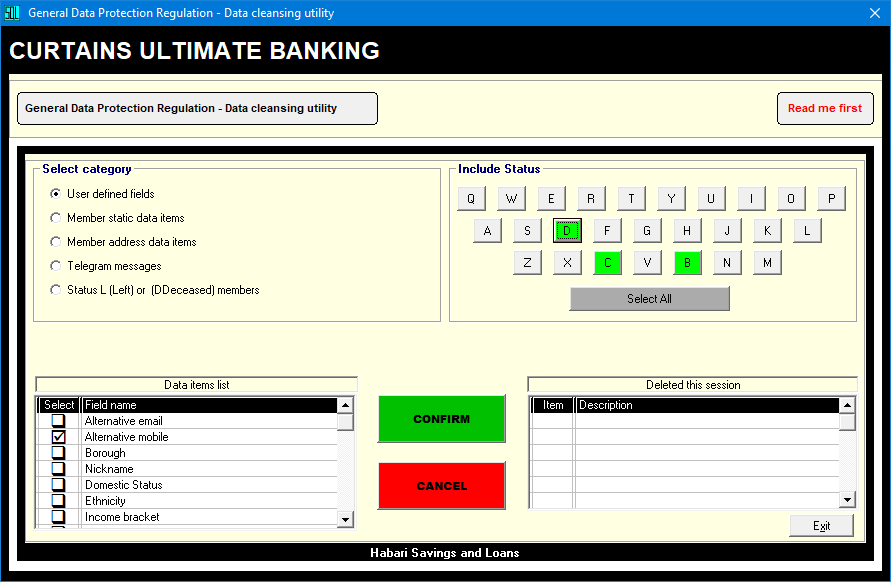 General Data Protection Regulation - Data cleansing utility
CURTAINS ULTIMATE BANKING
General Data Protection Regulation - Data cleansing utility
Read me first
Select category
User defined fields
Member static data items
Member address data items
Telegram messages
Status L (Left) or (DDeceased) members
Include Status
Q W E R T Y U I O P
A S D F G H J K L
Z X C V B N M
Select All
Data items list
Select Field name
Alternative email
Alternative mobile
Borough
Nickname
Domestic Status
Ethnicity
Income bracket
CONFIRM
CANCEL
Deleted this session
Item Description
Exit
Habari Savings and Loans